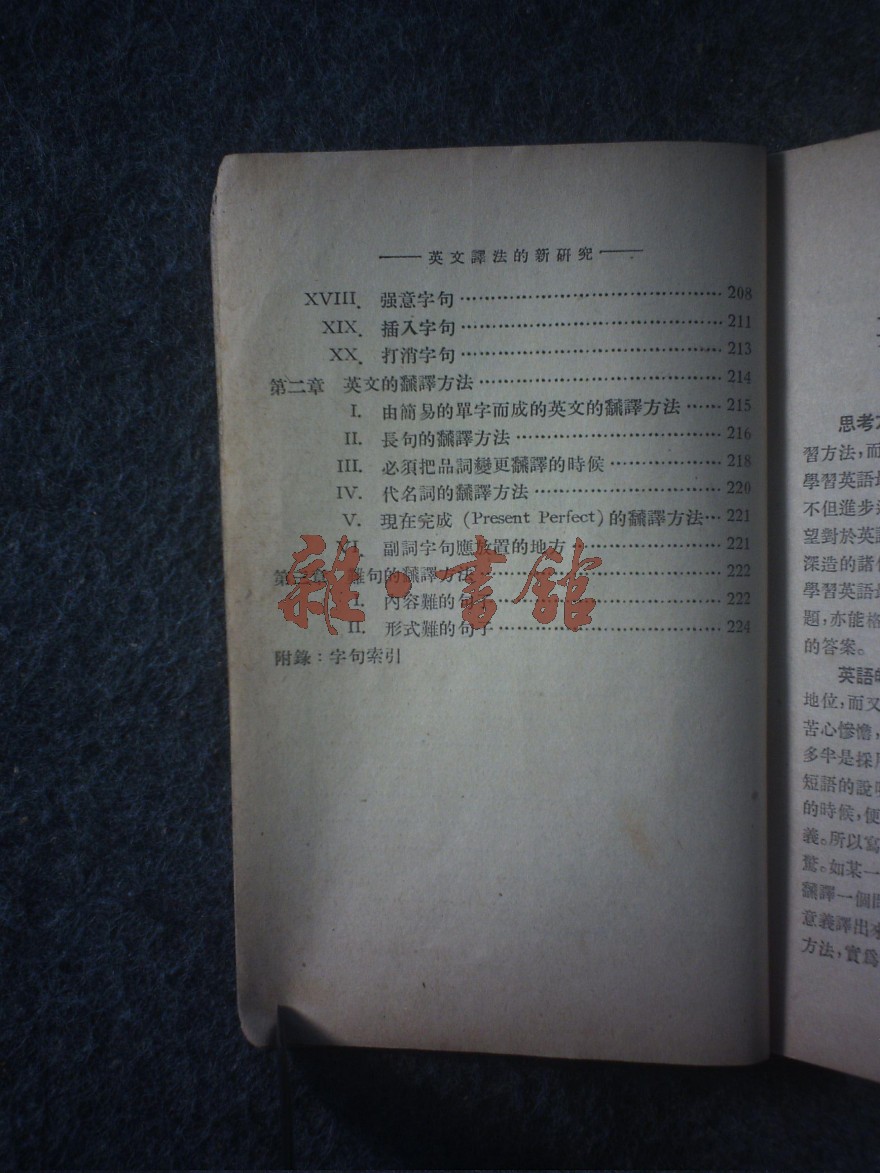 ——英文譯法的新研究——
XVIII. 强意字句……208
XIX. 插入字句……211
XX. 打消字句……213
第二章 英文的飜譯方法……214
I. 由簡易的單字而成的英文的飜譯方法……215
II. 長句的飜譯方法……216
III. 必須把品詞變更飜譯的時候……218
IV. 代名詞的飜譯方法……220
V. 現在完成 (Present Perfect) 的飜譯方法…221
VI. 副詞字句應放置的地方……221
第三章 難句的飜譯方法……222
I. 內容難的句子……222
II. 形式難的句子……224
附錄：字句索引
雜·書館
思考
習方法，而
學習英語
不但進步
望對於英
深造的諸
學習英語
題，亦能格
的答案。
英語
地位，而又
苦心慘憺，
多半是採
短語的說
的時候，便
義。所以寫
驚。如某一
飜譯一個
意義譯出來
方法，實爲